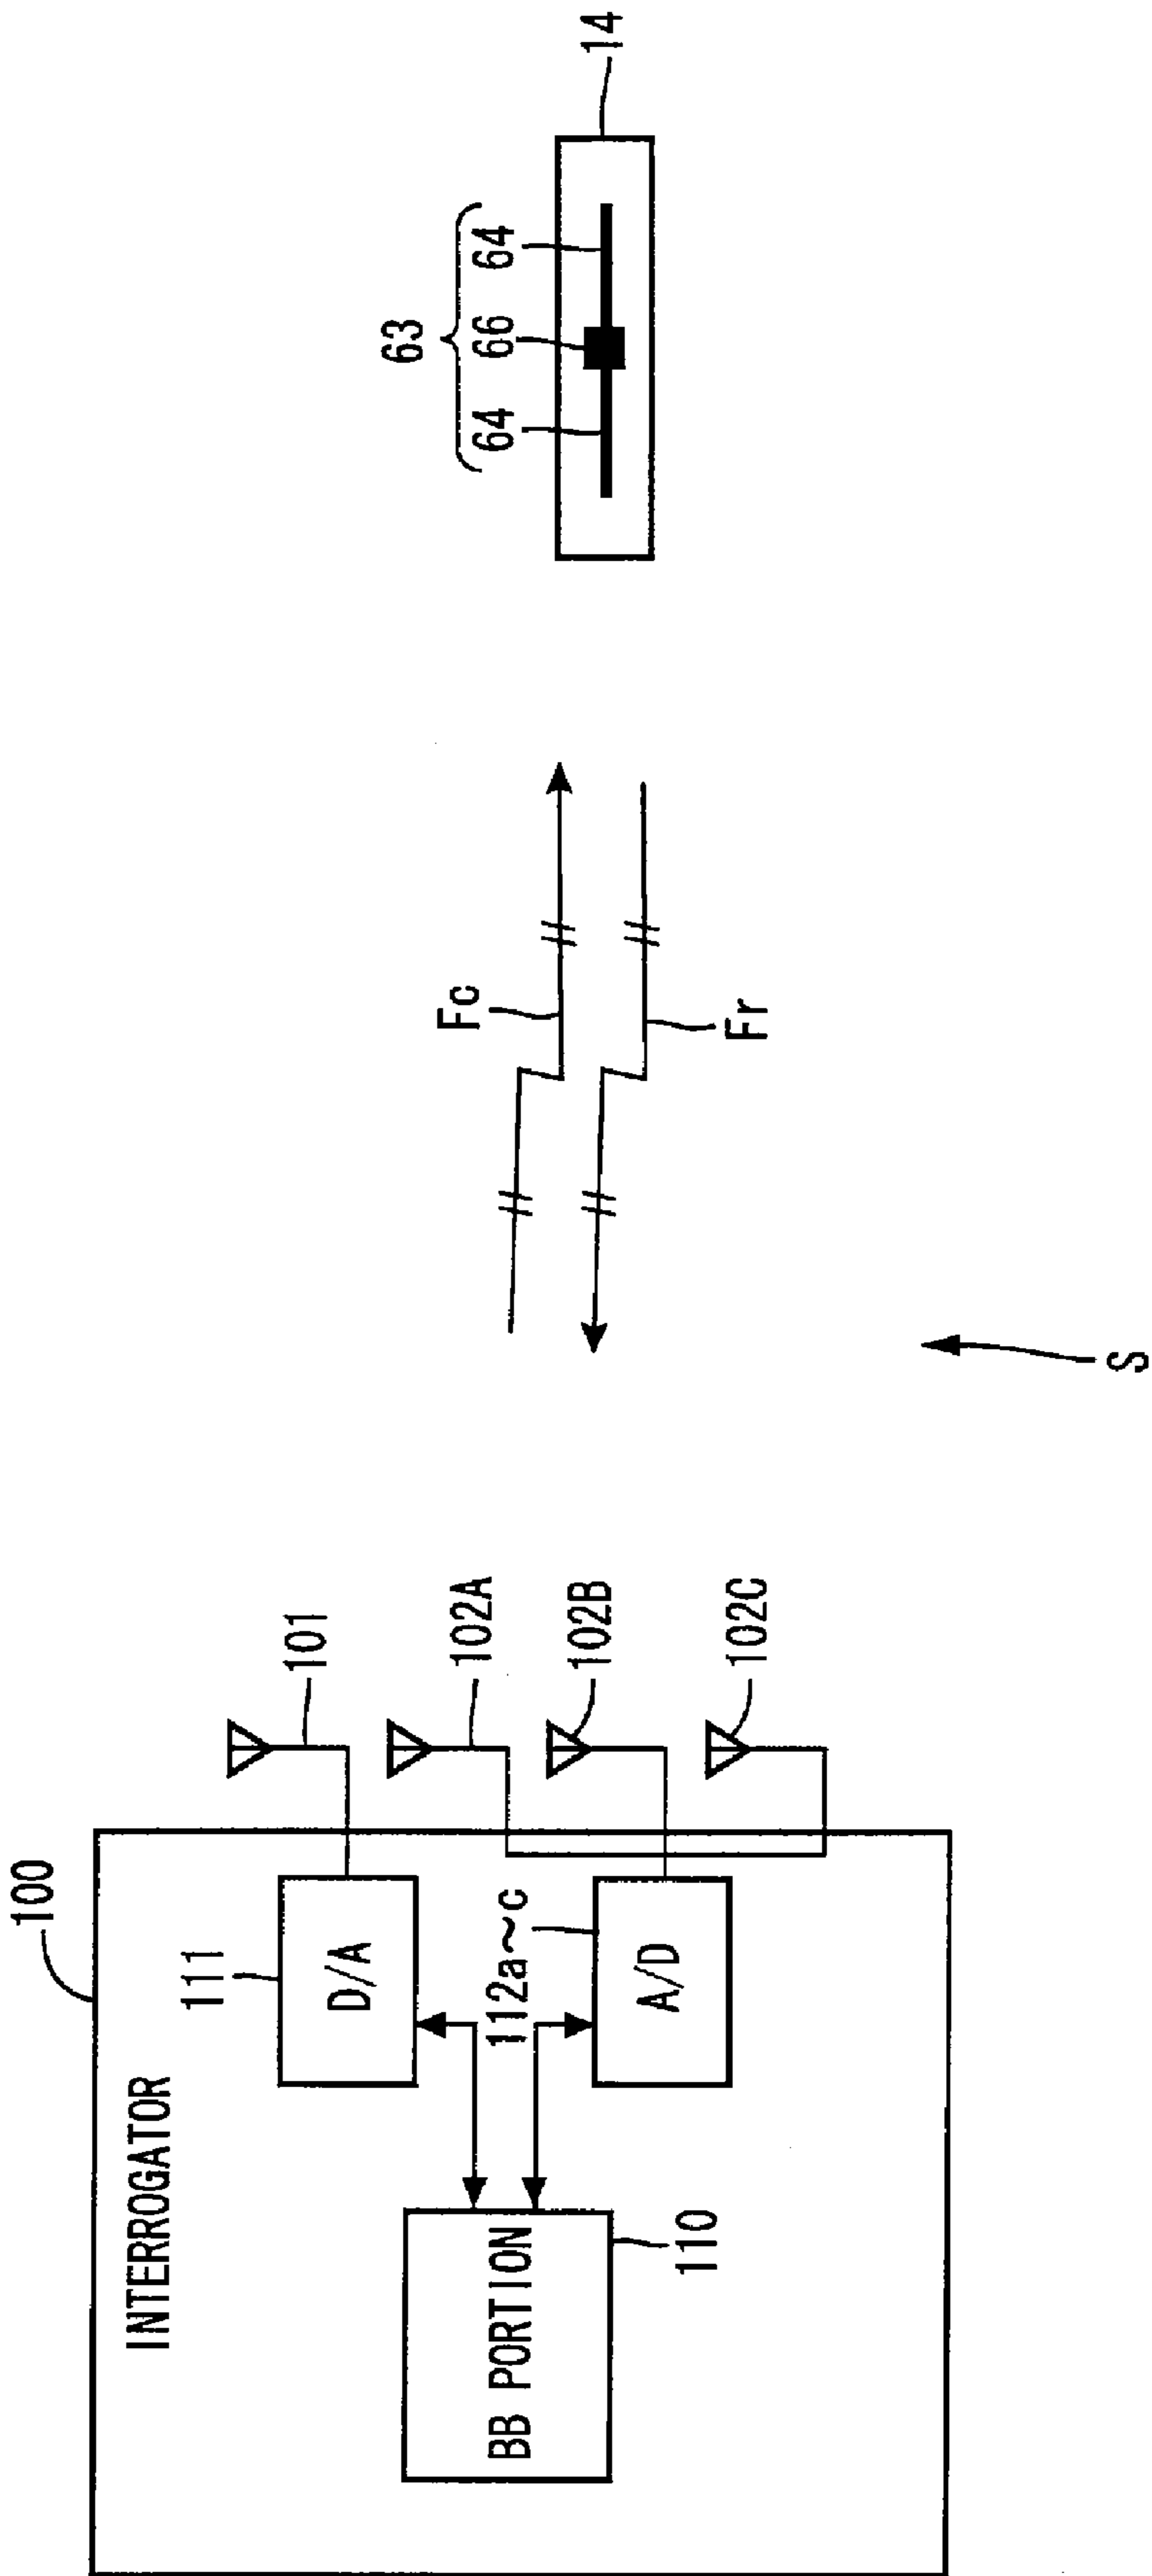 100
INTERROGATOR
111
D/A
BB PORTION
110
112a~c
A/D
101
102A
102B
102C
Fc
Fr
S
63
64
66
64
14